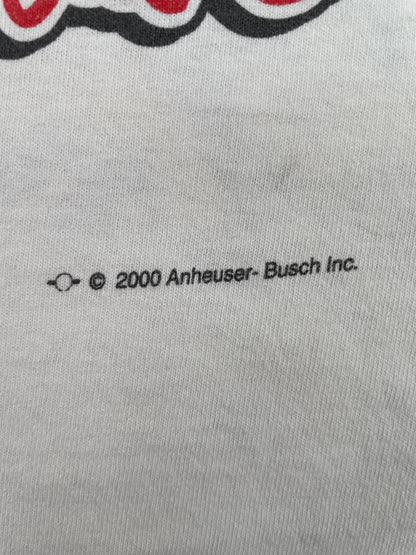 © 2000 Anheuser- Busch Inc.